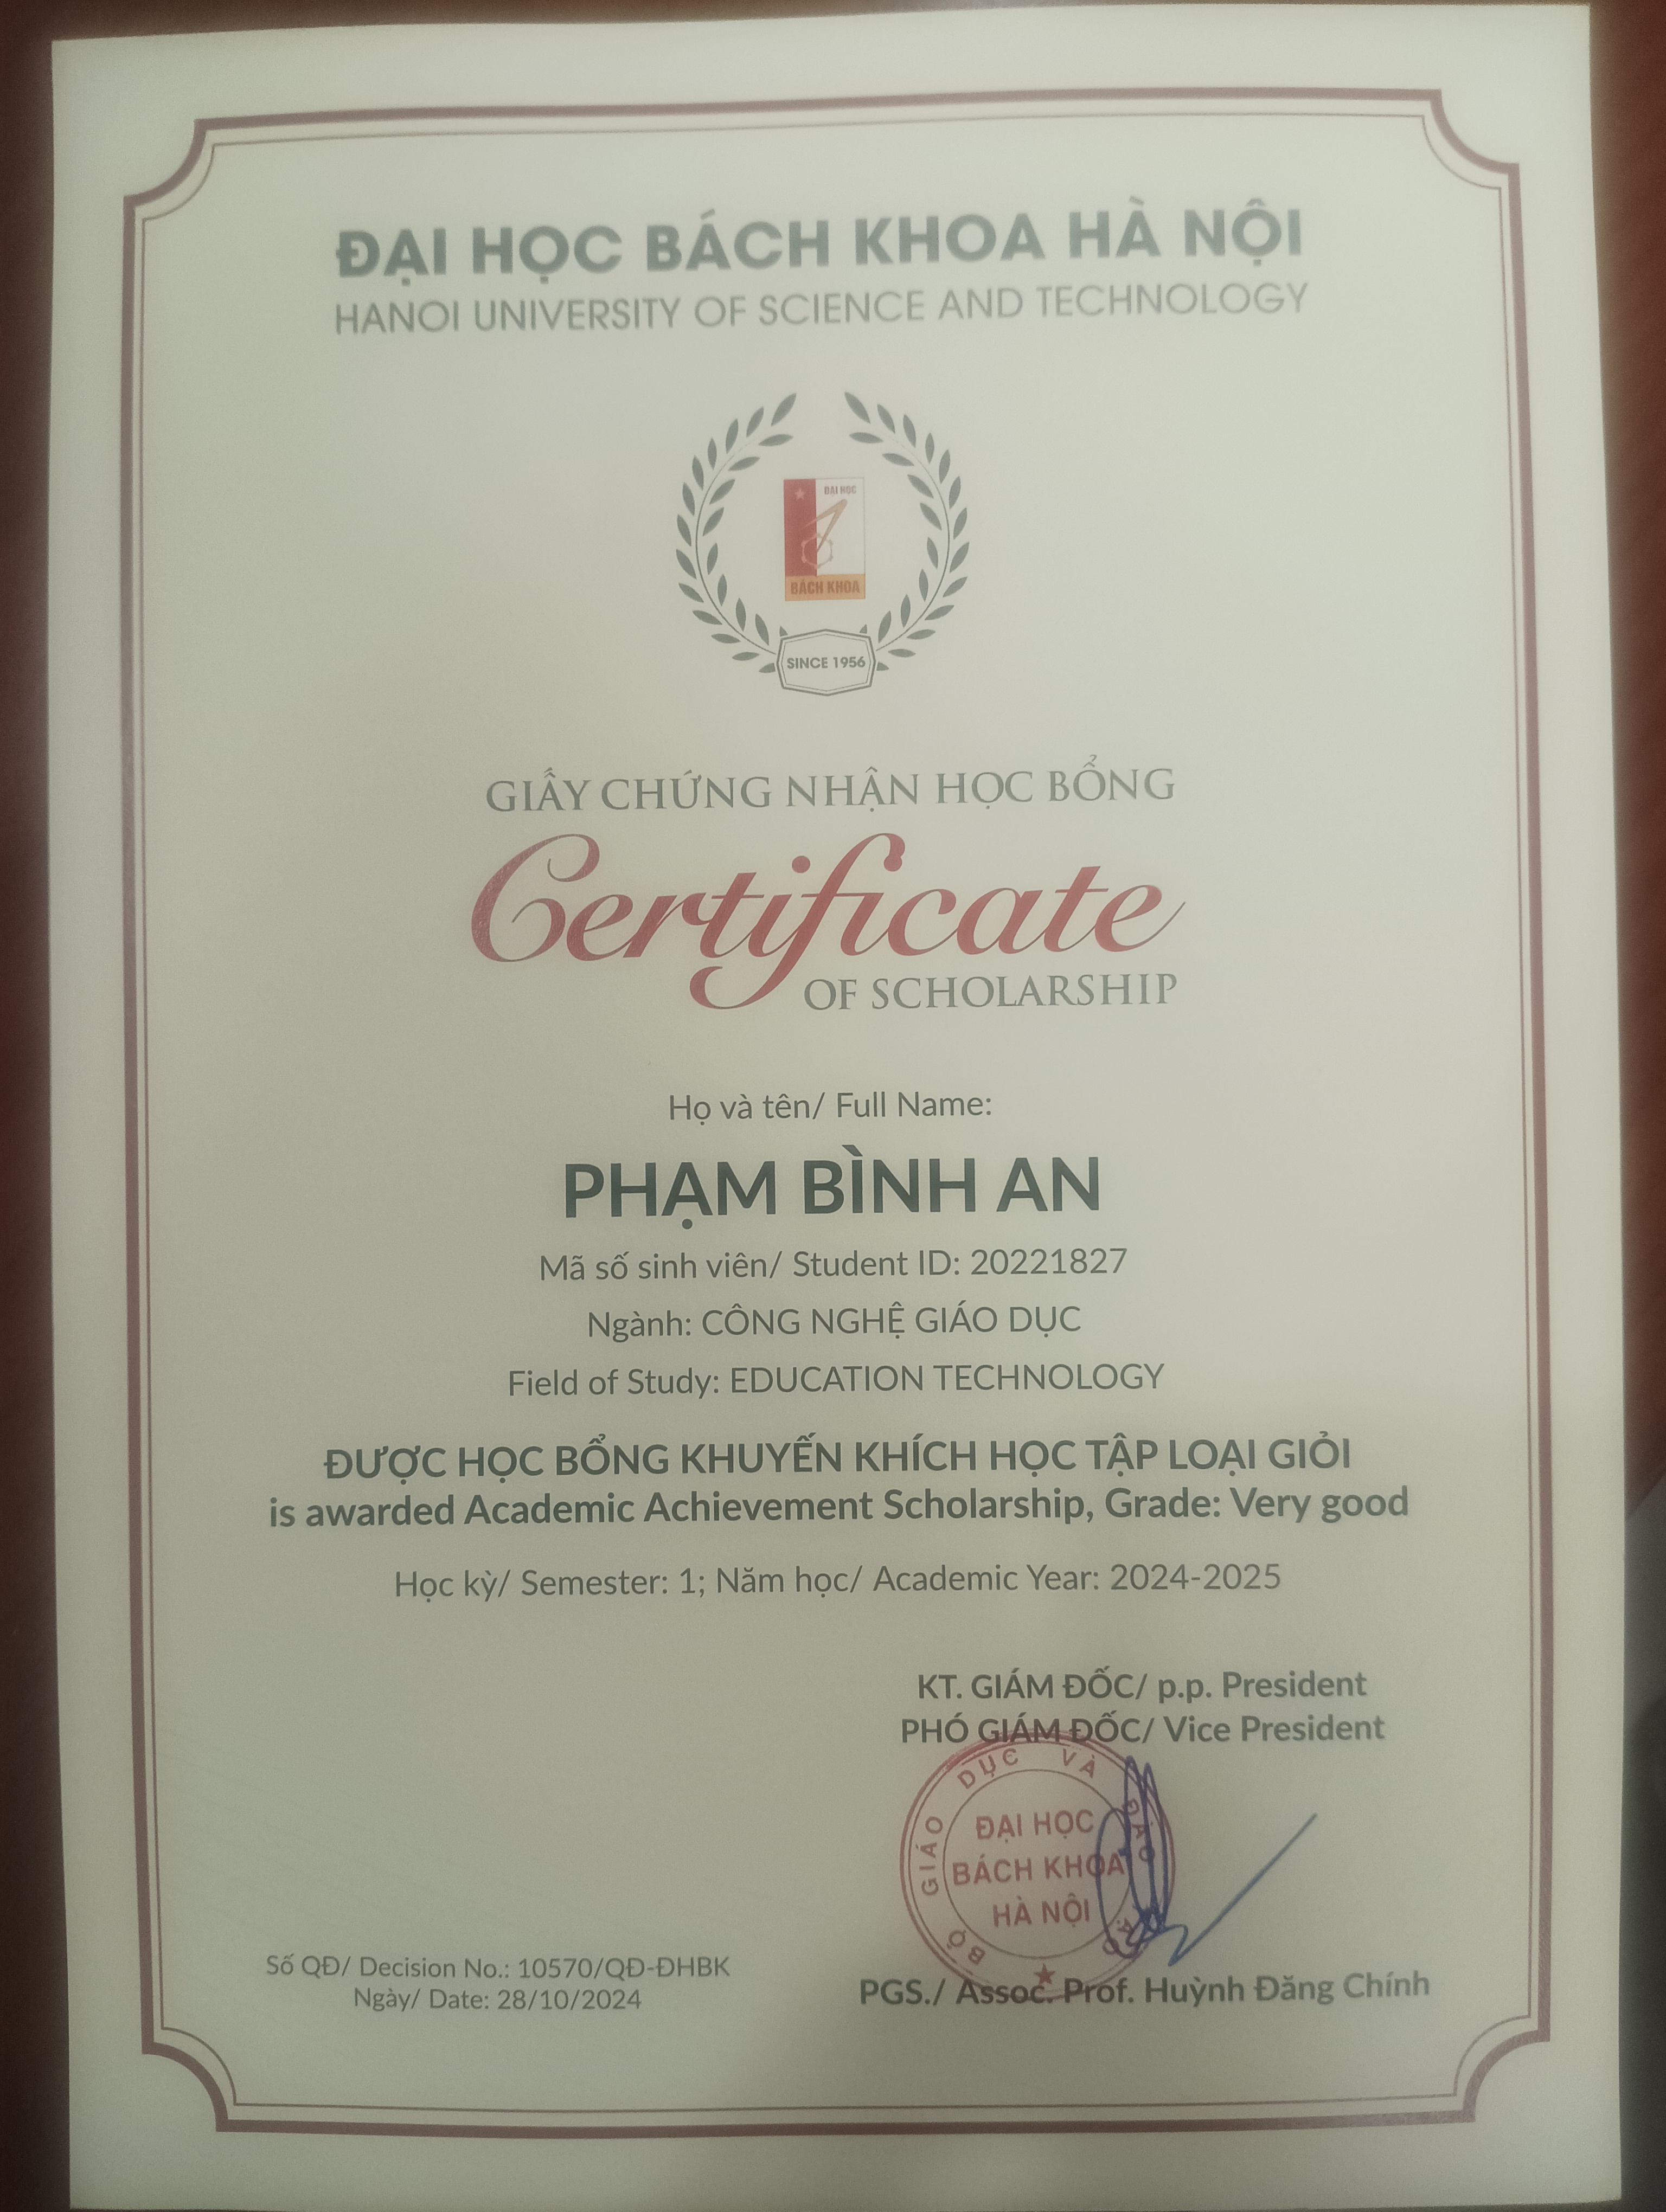 ĐẠI HỌC BÁCH KHOA HÀ NỘI
HANOI UNIVERSITY OF SCIENCE AND TECHNOLOGY
ĐẠI HỌC
BÁCH KHOA
SINCE 1956
GIẤY CHỨNG NHẬN HỌC BỔNG
Certificate
OF SCHOLARSHIP
Họ và tên/ Full Name:
PHẠM BÌNH AN
Mã số sinh viên/ Student ID: 20221827
Ngành: CÔNG NGHỆ GIÁO DỤC
Field of Study: EDUCATION TECHNOLOGY
ĐƯỢC HỌC BỔNG KHUYẾN KHÍCH HỌC TẬP LOẠI GIỎI
is awarded Academic Achievement Scholarship, Grade: Very good
Học kỳ/ Semester: 1; Năm học/ Academic Year: 2024-2025
KT. GIÁM ĐỐC/ p.p. President
PHÓ GIÁM ĐỐC/ Vice President
BỘ GIÁO DỤC VÀ ĐÀO TẠO
ĐẠI HỌC
BÁCH KHOA
HÀ NỘI
PGS./ Assoc. Prof. Huỳnh Đăng Chính
Số QĐ/ Decision No.: 10570/QĐ-ĐHBK
Ngày/ Date: 28/10/2024